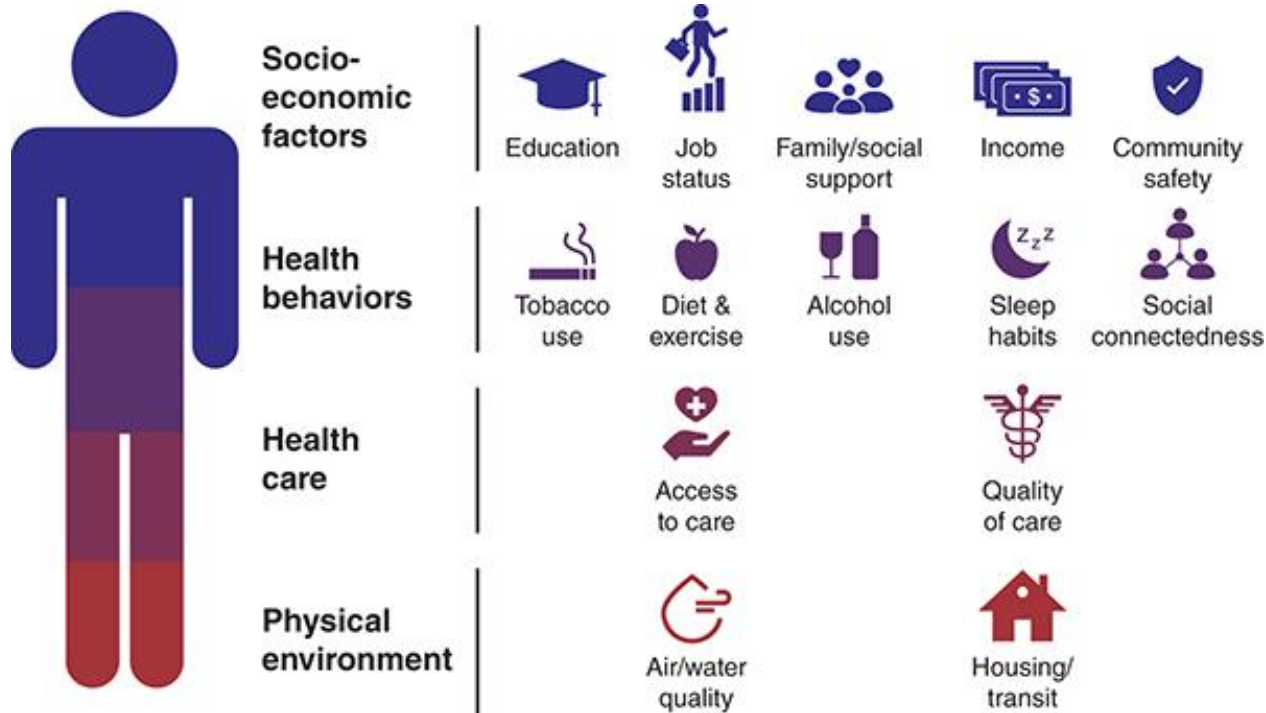 Socio-
economic
factors
Education
Job
status
Family/social
support
$
Income
Community
safety
Health
behaviors
Tobacco
use
Diet &
exercise
Alcohol
use
z z z
Sleep
habits
Social
connectedness
Health
care
Access
to care
Quality
of care
Physical
environment
Air/water
quality
Housing/
transit